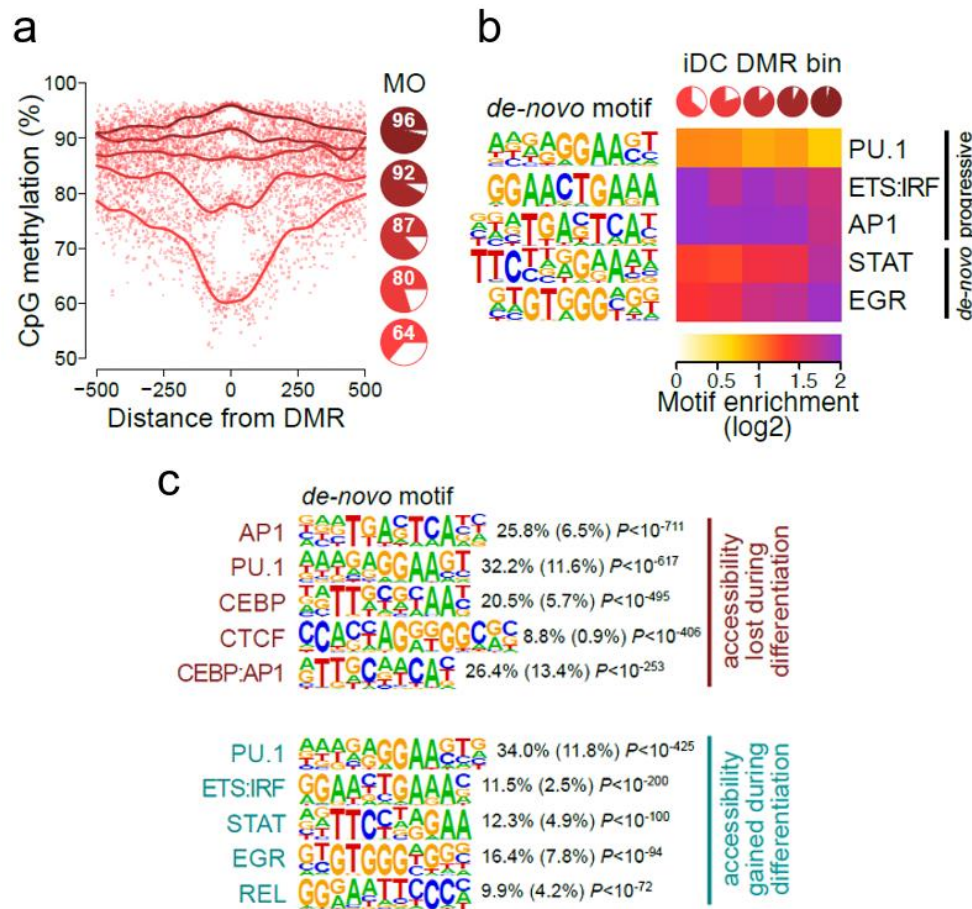 a
CpG methylation (%)
100
90
80
70
60
50
−500
−250
0
250
500
Distance from DMR
MO
96
92
87
80
64
b
iDC DMR bin
de-novo motif
PU.1
ETS:IRF
AP1
STAT
EGR
progressive
de-novo
0 0.5 1 1.5 2
Motif enrichment
(log2)
c
de-novo motif
AP1 25.8% (6.5%) P<10⁻⁷¹¹
PU.1 32.2% (11.6%) P<10⁻⁶¹⁷
CEBP 20.5% (5.7%) P<10⁻⁴⁹⁵
CTCF 8.8% (0.9%) P<10⁻⁴⁰⁶
CEBP:AP1 26.4% (13.4%) P<10⁻²⁵³
accessibility
lost during
differentiation
PU.1 34.0% (11.8%) P<10⁻⁴²⁵
ETS:IRF 11.5% (2.5%) P<10⁻²⁰⁰
STAT 12.3% (4.9%) P<10⁻¹⁰⁰
EGR 16.4% (7.8%) P<10⁻⁹⁴
REL 9.9% (4.2%) P<10⁻⁷²
accessibility
gained during
differentiation